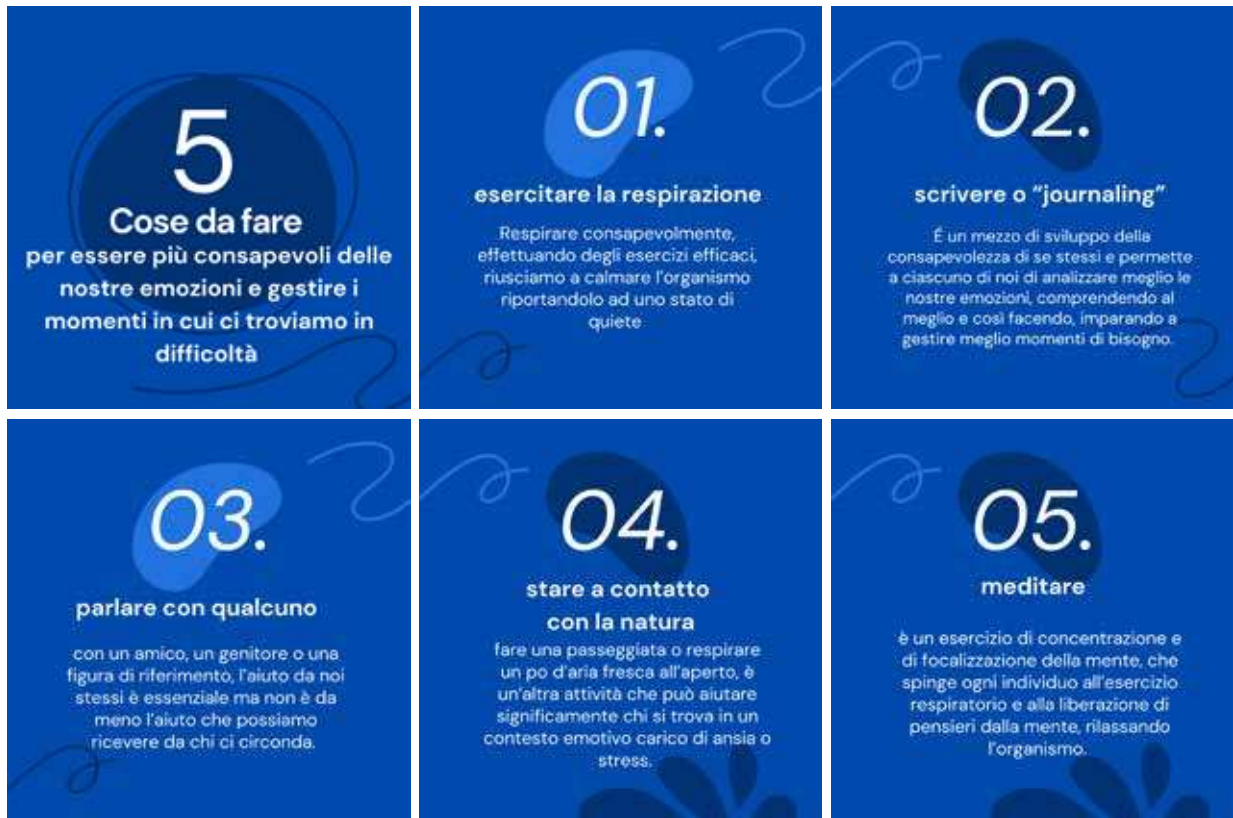 5
Cose da fare
per essere più consapevoli delle
nostre emozioni e gestire i
momenti in cui ci troviamo in
difficoltà
01.
esercitare la respirazione
Respirare consapevolmente,
effettuando degli esercizi efficaci,
riusciamo a calmare l'organismo
riportandolo ad uno stato di
quiete
02.
scrivere o “journaling”
É un mezzo di sviluppo della
consapevolezza di se stessi e permette
a ciascuno di noi di analizzare meglio le
nostre emozioni, comprendendo al
meglio e così facendo, imparando a
gestire meglio momenti di bisogno.
03.
parlare con qualcuno
con un amico, un genitore o una
figura di riferimento, l'aiuto da noi
stessi è essenziale ma non è da
meno l'aiuto che possiamo
ricevere da chi ci circonda.
04.
stare a contatto
con la natura
fare una passeggiata o respirare
un po d'aria fresca all'aperto, è
un'altra attività che può aiutare
significamente chi si trova in un
contesto emotivo carico di ansia o
stress.
05.
meditare
è un esercizio di concentrazione e
di focalizzazione della mente, che
spinge ogni individuo all'esercizio
respiratorio e alla liberazione di
pensieri dalla mente, rilassando
l'organismo.